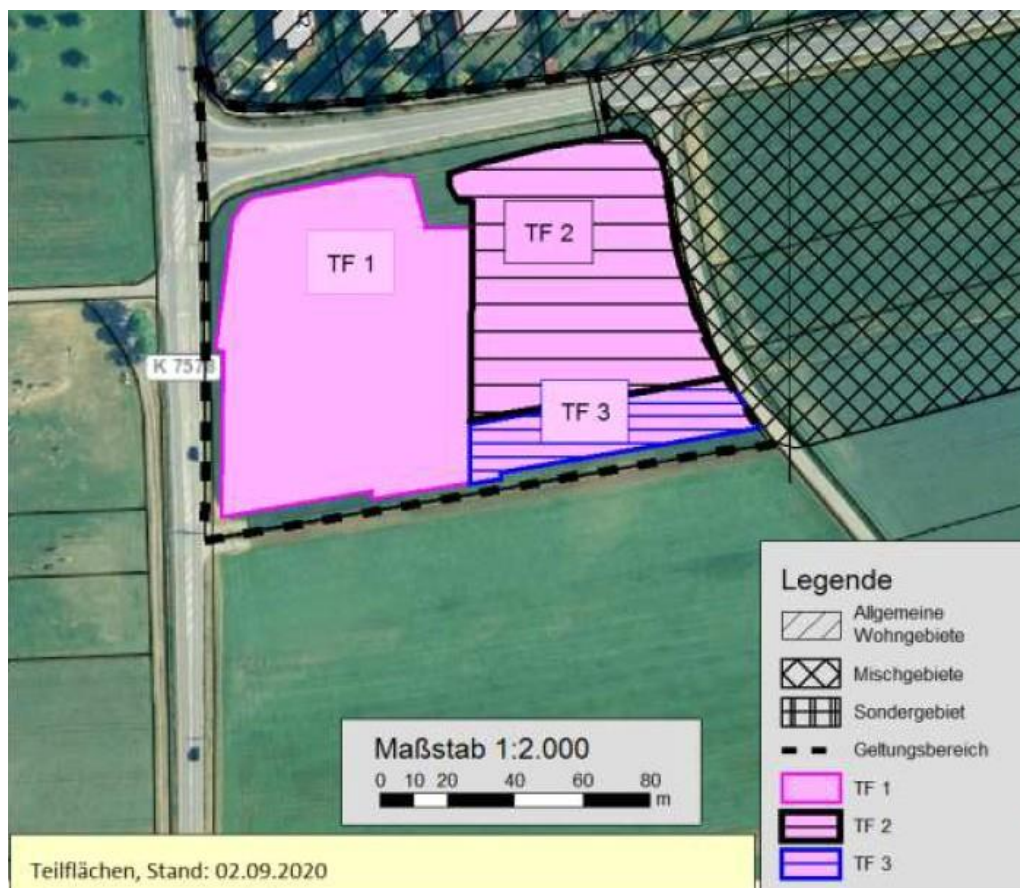 TF 1
TF 2
K 7578
TF 3
Legende
Allgemeine
Wohngebiete
Mischgebiete
Sondergebiet
Geltungsbereich
TF 1
TF 2
TF 3
Maßstab 1:2.000
0 10 20 40 60 80
m
Teilflächen, Stand: 02.09.2020